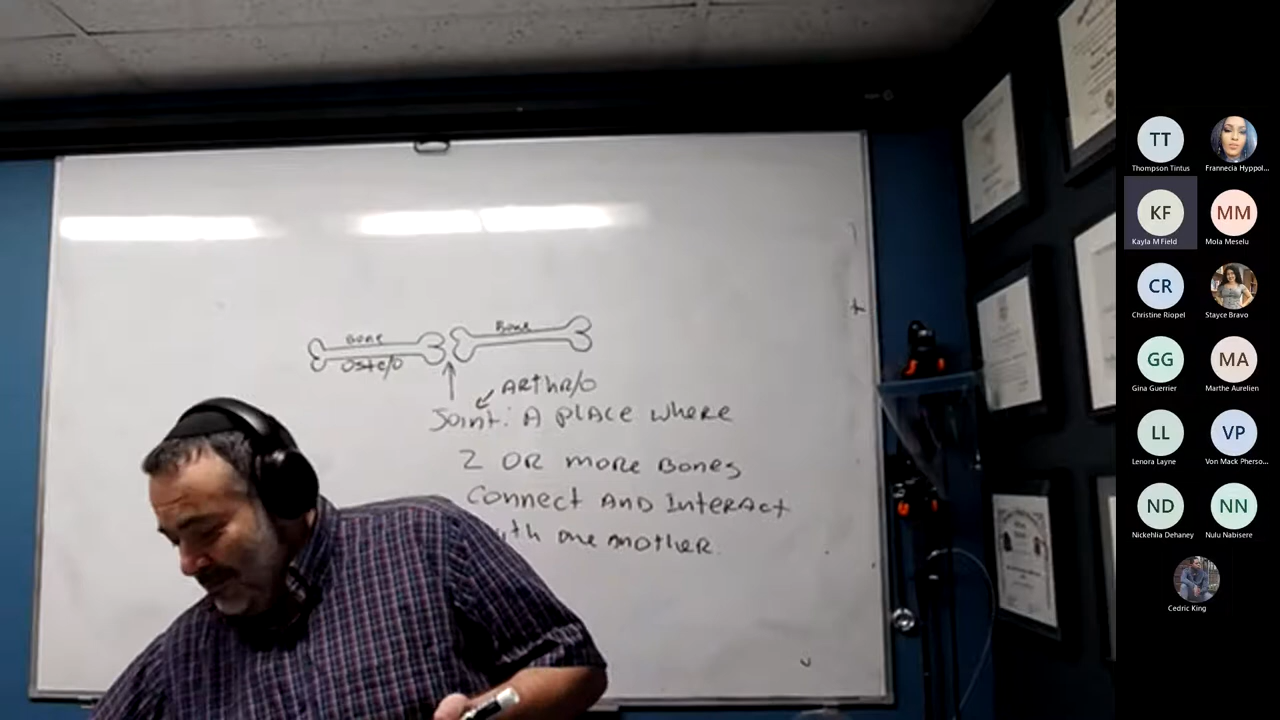 Bone
Bone
Oste/o
Arthr/o
Joint: A place where
2 or more Bones
connect and Interact
with one another.
TT
Thompson Tintus
Frannecia Hyppol...
KF
Kayla M Field
MM
Mola Meselu
CR
Christine Riopel
Stayce Bravo
GG
Gina Guerrier
MA
Marthe Aurelien
LL
Lenora Layne
VP
Von Mack Pherso...
ND
Nickehlia Dehaney
NN
Nulu Nabisere
Cedric King